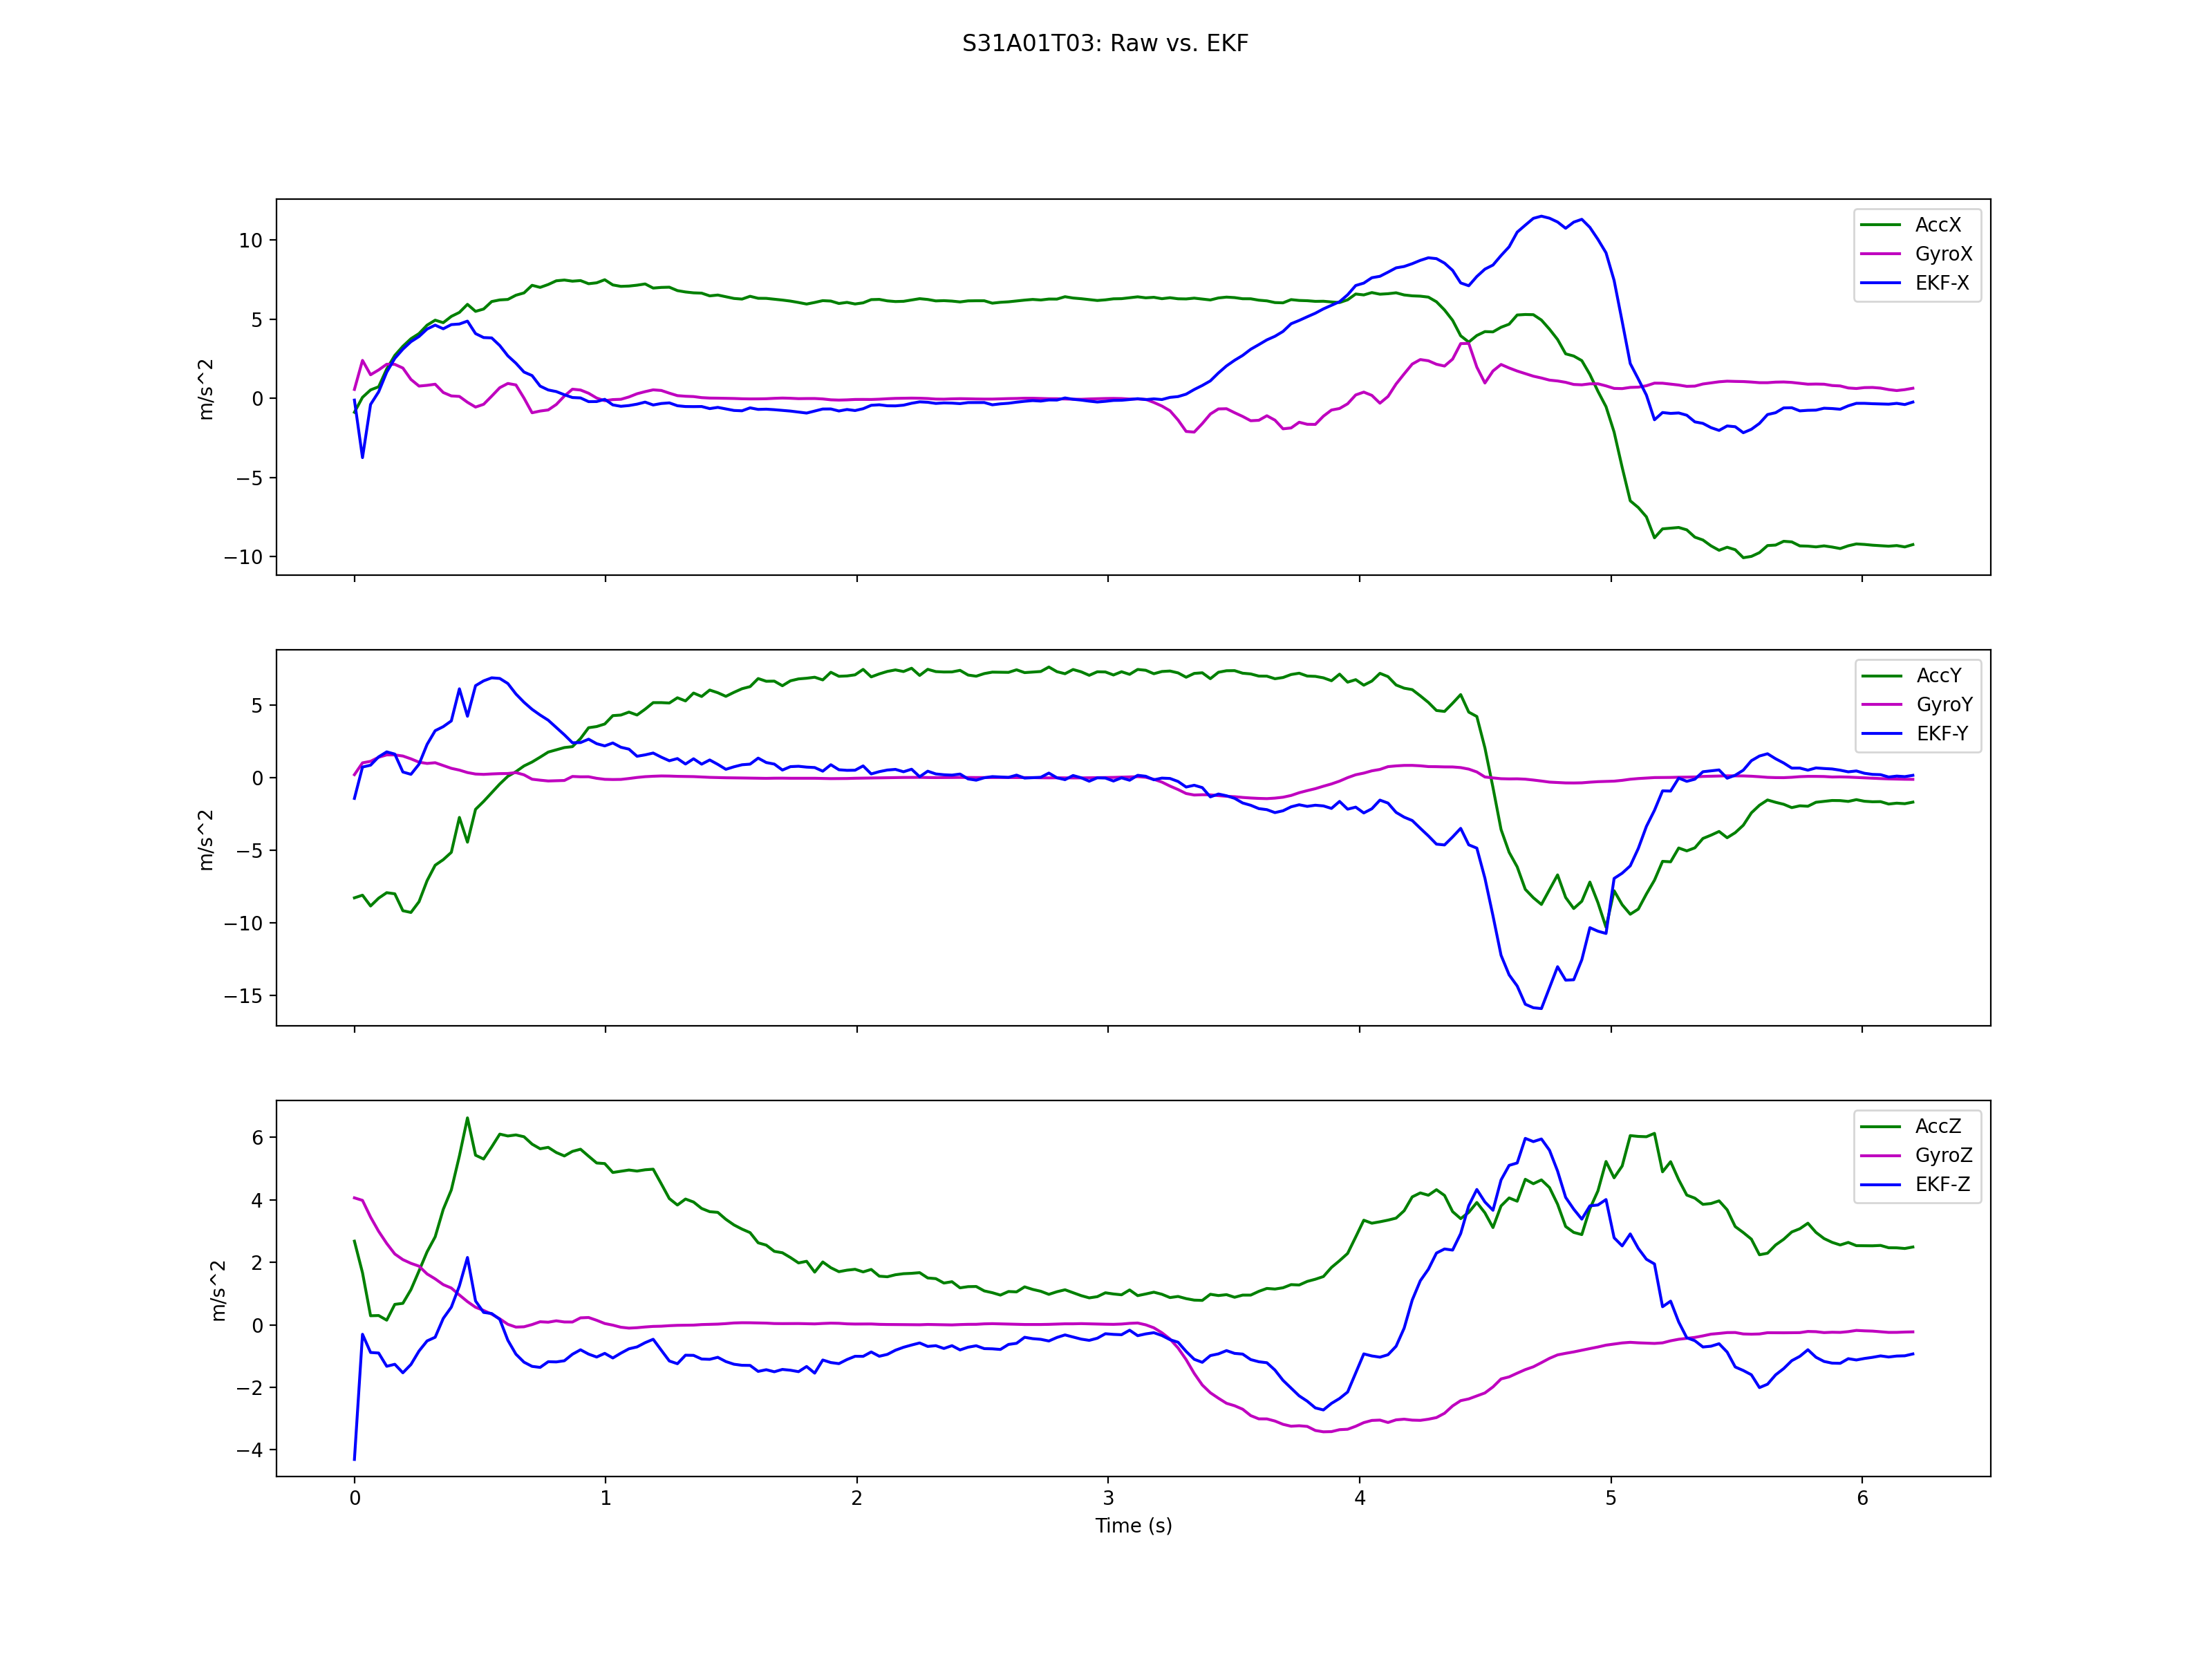 S31A01T03: Raw vs. EKF
AccX
GyroX
EKF-X
10
5
0
−5
−10
m/s^2
AccY
GyroY
EKF-Y
5
0
−5
−10
−15
m/s^2
AccZ
GyroZ
EKF-Z
6
4
2
0
−2
−4
m/s^2
0 1 2 3 4 5 6
Time (s)